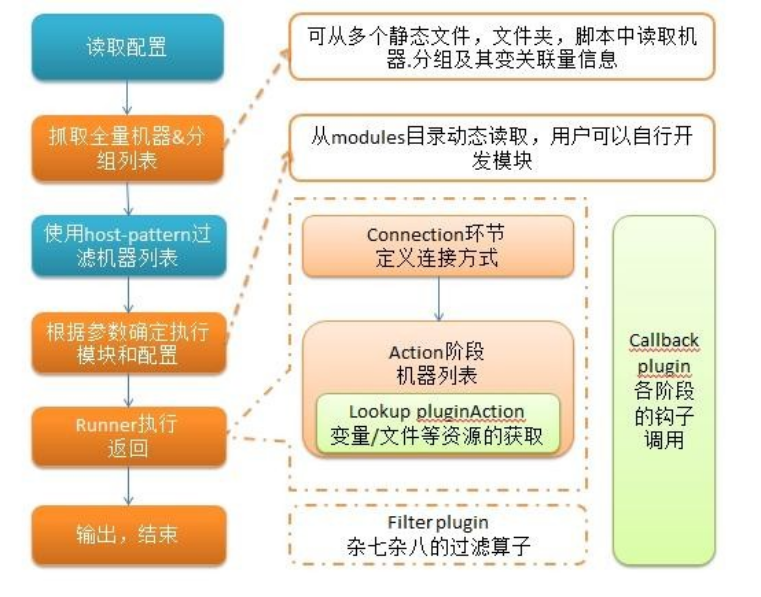 读取配置
抓取全量机器&分
组列表
使用host-pattern过
滤机器列表
根据参数确定执行
模块和配置
Runner执行
返回
输出，结束
可从多个静态文件，文件夹，脚本中读取机
器.分组及其变关联量信息
从modules目录动态读取，用户可以自行开
发模块
Connection环节
定义连接方式
Action阶段
机器列表
Lookup pluginAction
变量/文件等资源的获取
Filter plugin
杂七杂八的过滤算子
Callback
plugin
各阶段
的钩子
调用